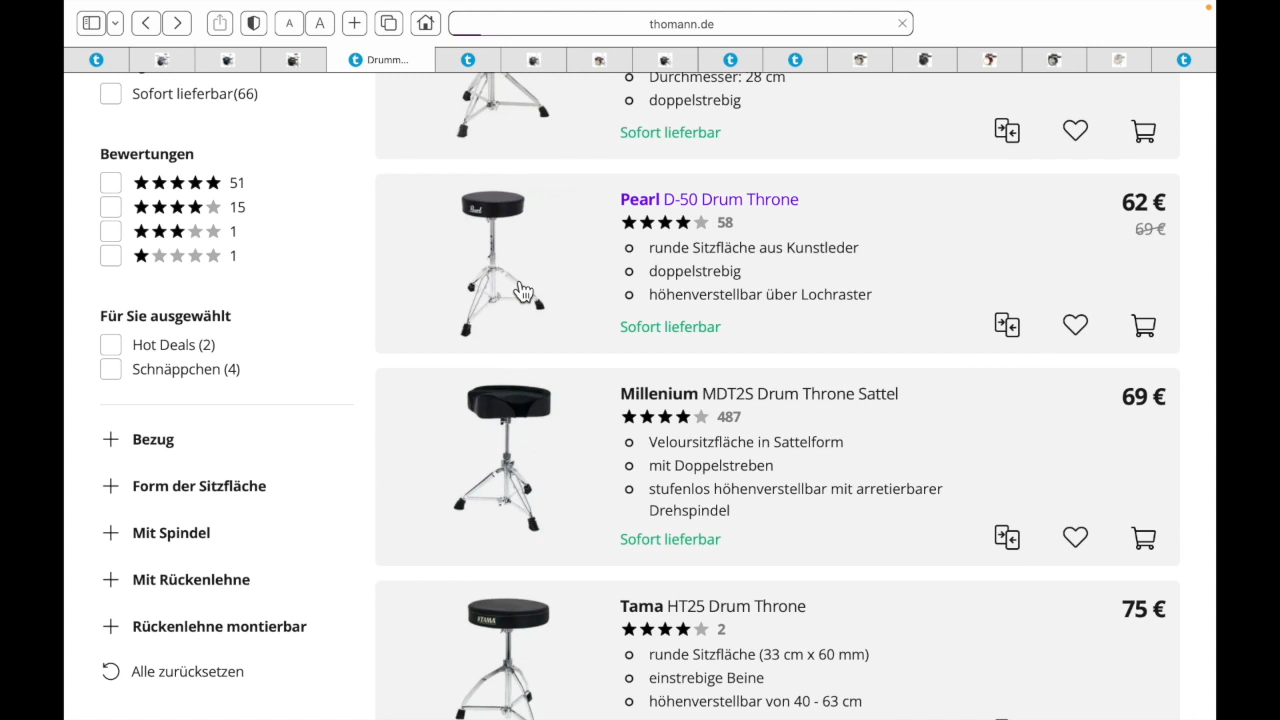 A A
thomann.de
Drumm...
Sofort lieferbar(66)
Bewertungen
51
15
1
1
Für Sie ausgewählt
Hot Deals (2)
Schnäppchen (4)
Bezug
Form der Sitzfläche
Mit Spindel
Mit Rückenlehne
Rückenlehne montierbar
Alle zurücksetzen
Durchmesser: 28 cm
doppelstrebig
Sofort lieferbar
Pearl
Pearl D-50 Drum Throne
62 €
58
69 €
runde Sitzfläche aus Kunstleder
doppelstrebig
höhenverstellbar über Lochraster
Sofort lieferbar
Millenium MDT2S Drum Throne Sattel
69 €
487
Veloursitzfläche in Sattelform
mit Doppelstreben
stufenlos höhenverstellbar mit arretierbarer
Drehspindel
Sofort lieferbar
TAMA
Tama HT25 Drum Throne
75 €
2
runde Sitzfläche (33 cm x 60 mm)
einstrebige Beine
höhenverstellbar von 40 - 63 cm